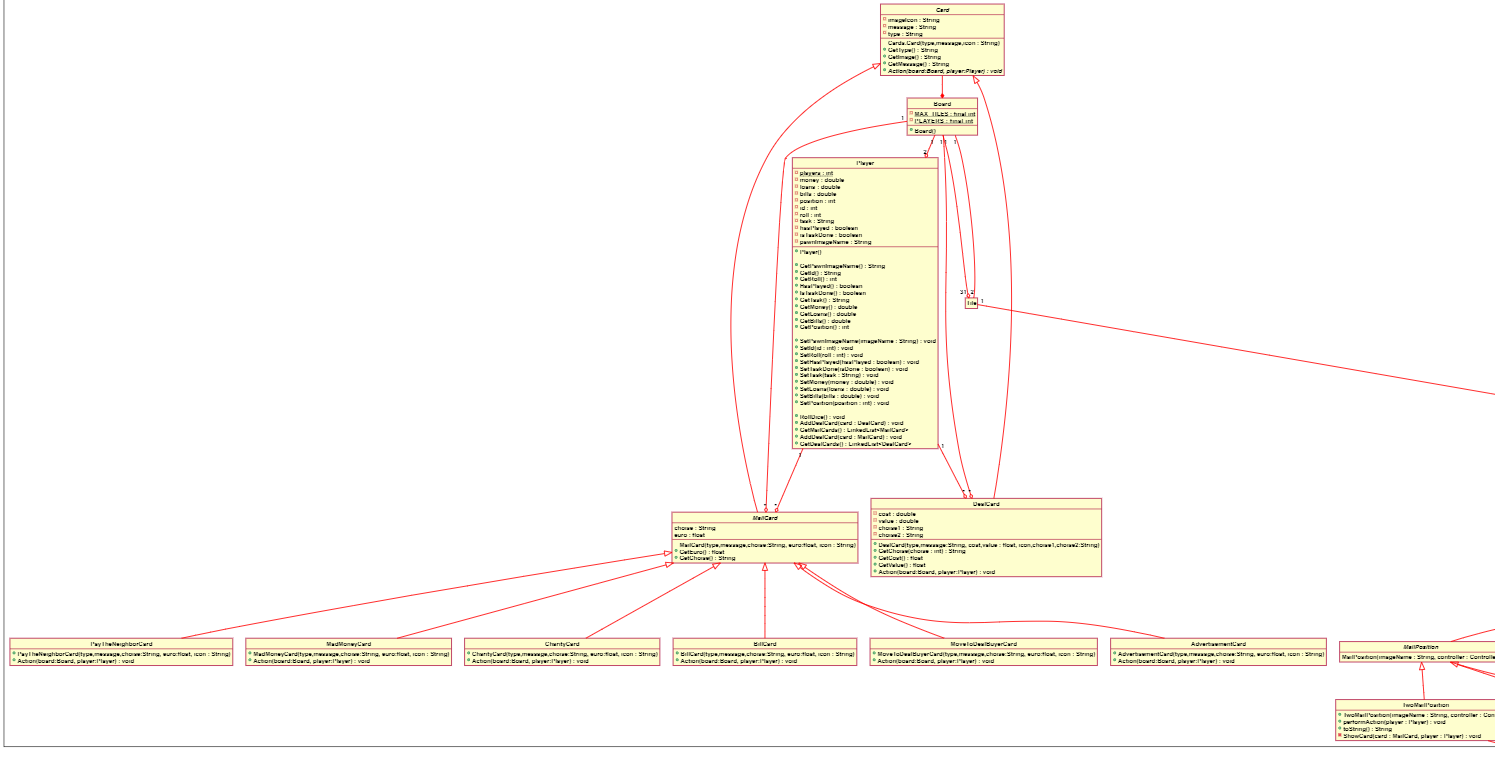 Card
imageIcon : String
message : String
type : String
Cards.Card(type,message,icon : String)
GetType() : String
GetImage() : String
GetMessage() : String
Action(board:Board, player:Player) : void
Board
MAX_TILES : final int
PLAYERS : final int
Board()
1
1
1
1
1
2
Player
players : int
money : double
loans : double
bills : double
position : int
id : int
roll : int
task : String
hasPlayed : boolean
isTaskDone : boolean
pawnImageName : String
Player()
GetPawnImageName() : String
GetId() : String
GetRoll() : int
HasPlayed() : boolean
IsTaskDone() : boolean
GetTask() : String
GetMoney() : double
GetLoans() : double
GetBills() : double
GetPosition() : int
SetPawnImageName(imageName : String) : void
SetId(id : int) : void
SetRoll(roll : int) : void
SetHasPlayed(hasPlayed : boolean) : void
SetTaskDone(isDone : boolean) : void
SetTask(task : String) : void
SetMoney(money : double) : void
SetLoans(loans : double) : void
SetBills(bills : double) : void
SetPosition(position : int) : void
RollDice() : void
AddDealCard(card : DealCard) : void
GetMailCards() : LinkedList<MailCard>
AddDealCard(card : MailCard) : void
GetDealCards() : LinkedList<DealCard>
31
2
Tile
1
1
1
MailCard
choise : String
euro : float
MailCard(type,message,choise:String, euro:float, icon : String)
GetEuro() : float
GetChoise() : String
DealCard
cost : double
value : double
choise1 : String
choise2 : String
DealCard(type,message:String, cost,value : float, icon,choise1,choise2:String)
GetChoise(choise : int) : String
GetCost() : float
GetValue() : float
Action(board:Board, player:Player) : void
PayTheNeighborCard
PayTheNeighborCard(type,message,choise:String, euro:float, icon : String)
Action(board:Board, player:Player) : void
MadMoneyCard
MadMoneyCard(type,message,choise:String, euro:float, icon : String)
Action(board:Board, player:Player) : void
CharityCard
CharityCard(type,message,choise:String, euro:float, icon : String)
Action(board:Board, player:Player) : void
BillCard
BillCard(type,message,choise:String, euro:float, icon : String)
Action(board:Board, player:Player) : void
MoveToDealBuyerCard
MoveToDealBuyerCard(type,message,choise:String, euro:float, icon : String)
Action(board:Board, player:Player) : void
AdvertisementCard
AdvertisementCard(type,message,choise:String, euro:float, icon : String)
Action(board:Board, player:Player) : void
MailPosition
MailPosition(imageName : String, controller : Controlle
TwoMailPosition
TwoMailPosition(imageName : String, controller : Con
performAction(player : Player) : void
toString() : String
ShowCard(card : MailCard, player : Player) : void